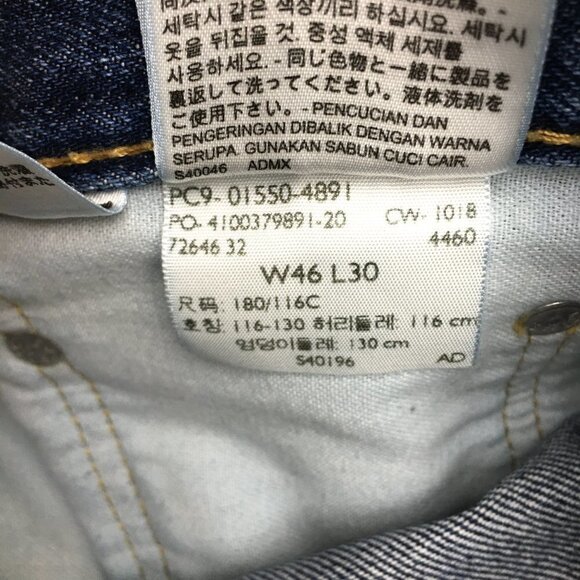 세탁시 같은 색상끼리 하십시요. 세탁시
옷을 뒤집을 것. 중성 액체 세제를
사용하세요. - 同じ色物と一緒に製品を
裏返して洗ってください。液体洗剤が
ご使用下さい。- PENCUCIAN DAN
PENGERINGAN DIBALIK DENGAN WARNA
SERUPA. GUNAKAN SABUN CUCI CAIR.
S40046 ADMX
PC9- 01550-4891
PO- 4100379891-20 CW- 1018
72646 32 4460
W46 L30
尺码: 180/116C
호칭: 116-130 허리둘레: 116 cm
엉덩이둘레: 130 cm
S40196 AD